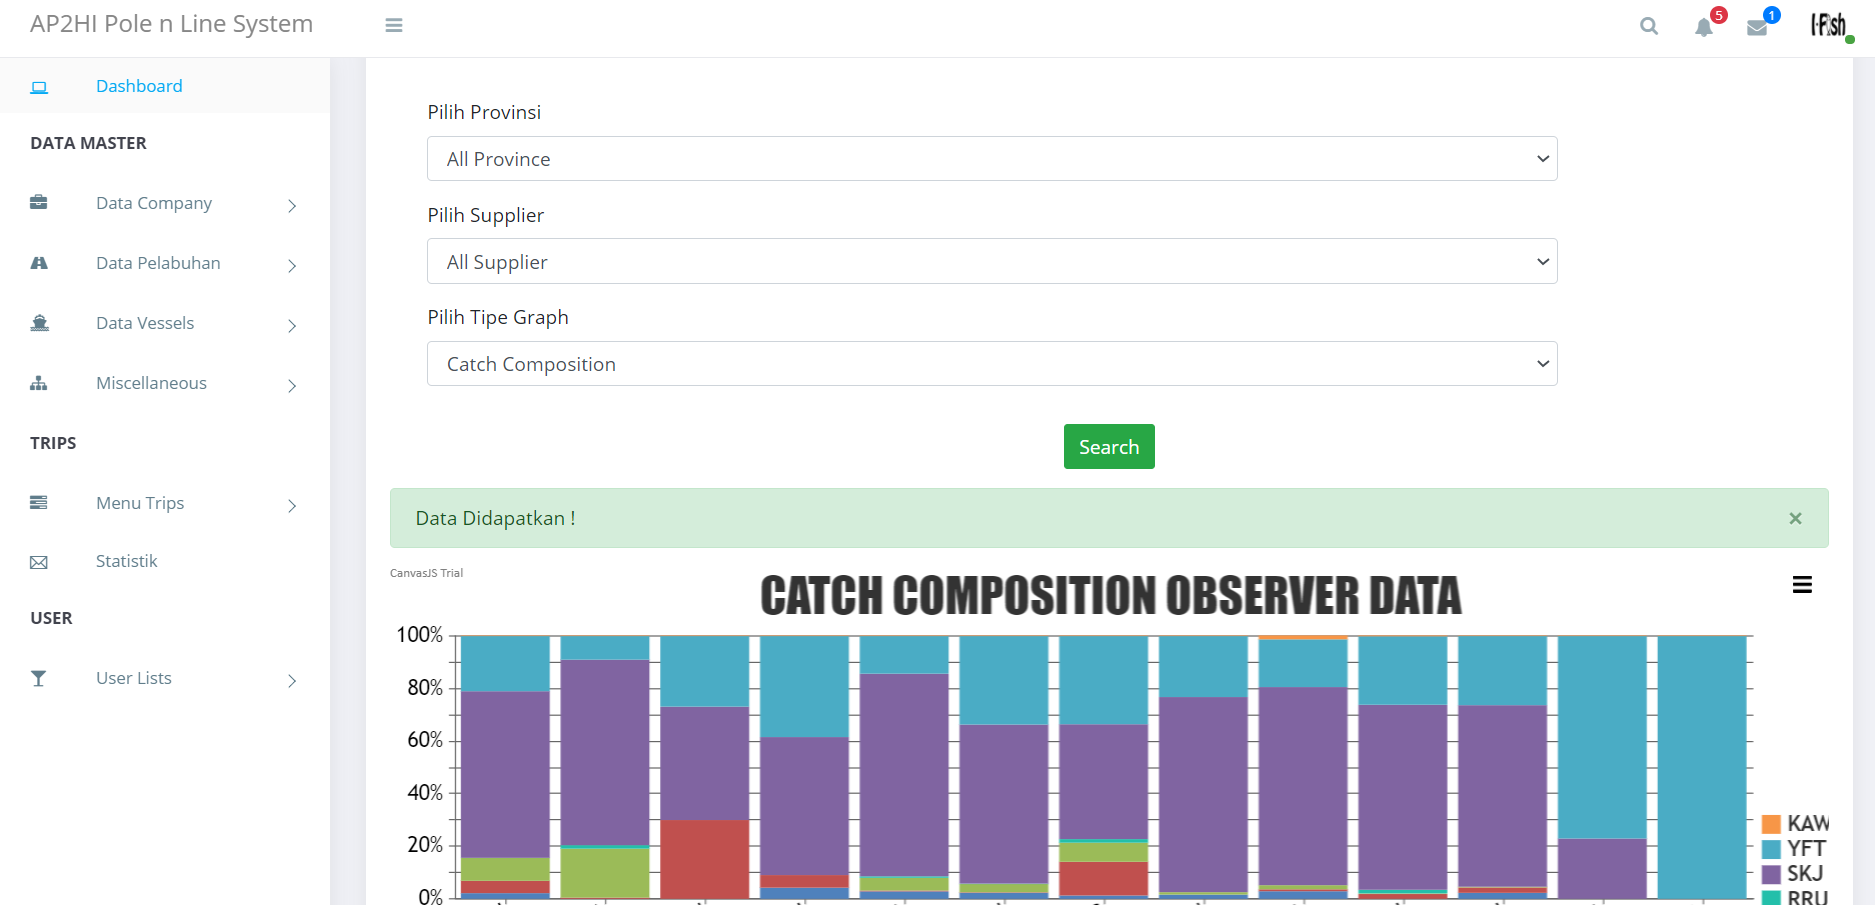 AP2HI Pole n Line System
5
1
I-Fish
Dashboard
DATA MASTER
Data Company
Data Pelabuhan
Data Vessels
Miscellaneous
TRIPS
Menu Trips
Statistik
USER
User Lists
Pilih Provinsi
All Province
Pilih Supplier
All Supplier
Pilih Tipe Graph
Catch Composition
Search
Data Didapatkan !
×
CanvasJS Trial
CATCH COMPOSITION OBSERVER DATA
100%
80%
60%
40%
20%
0%
KAW
YFT
SKJ
RRU